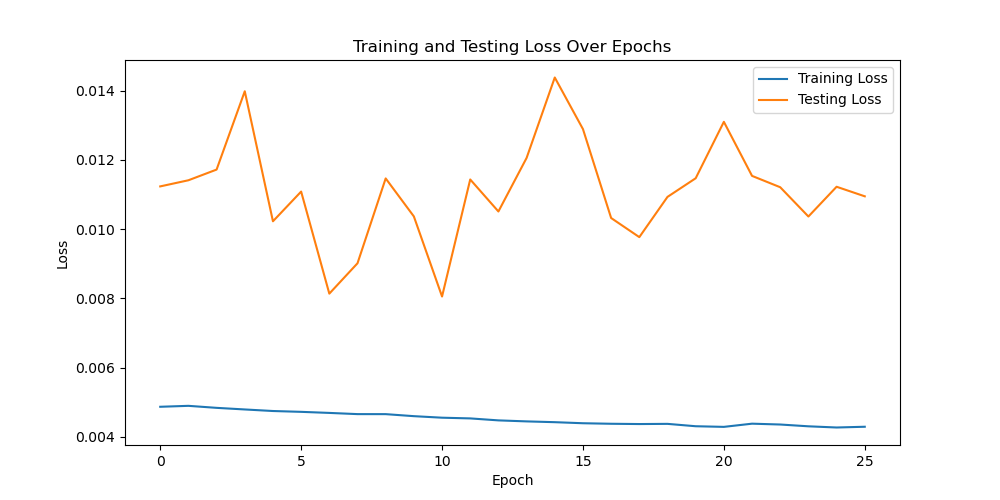 Training and Testing Loss Over Epochs
Training Loss
Testing Loss
0.014
0.012
0.010
0.008
0.006
0.004
Loss
0 5 10 15 20 25
Epoch